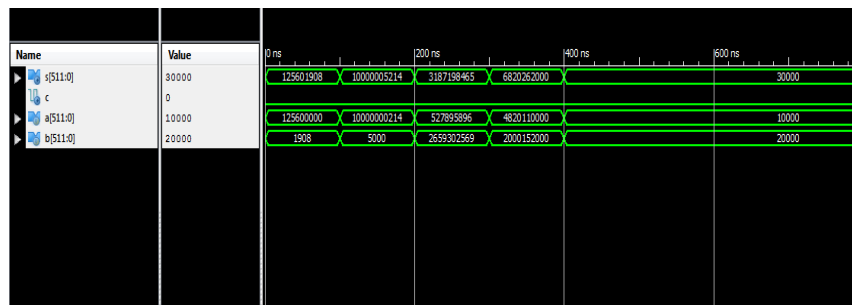 Name Value 0 ns 200 ns 400 ns 600 ns
s[511:0] 30000 125601908 10000005214 3187198465 6820262000 30000
c 0
a[511:0] 10000 125600000 10000000214 527895896 4820110000 10000
b[511:0] 20000 1908 5000 2659302569 2000152000 20000